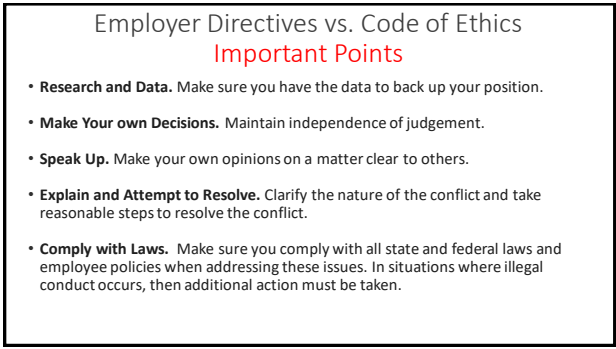 Employer Directives vs. Code of Ethics
Important Points
• Research and Data. Make sure you have the data to back up your position.
• Make Your own Decisions. Maintain independence of judgement.
• Speak Up. Make your own opinions on a matter clear to others.
• Explain and Attempt to Resolve. Clarify the nature of the conflict and take
reasonable steps to resolve the conflict.
• Comply with Laws. Make sure you comply with all state and federal laws and
employee policies when addressing these issues. In situations where illegal
conduct occurs, then additional action must be taken.